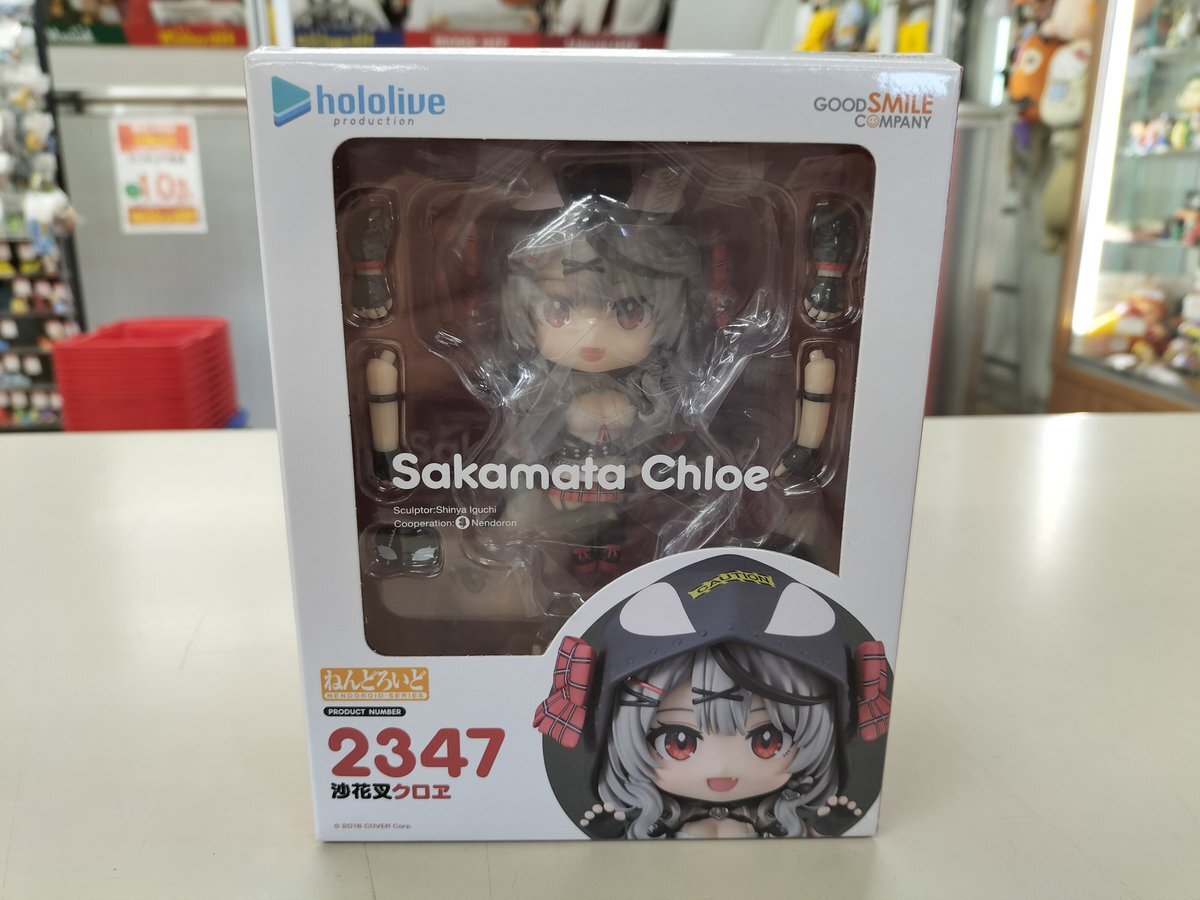 hololive
production
GOOD SMILE
COMPANY
10
Sakamata Chloe
Sculptor:Shinya Iguchi
Cooperation: Nendoron
CAUTION
ねんどろいど
NENDOROID-SERIES
PRODUCT NUMBER
2347
沙花叉クロヱ
© 2016 COVER Corp.